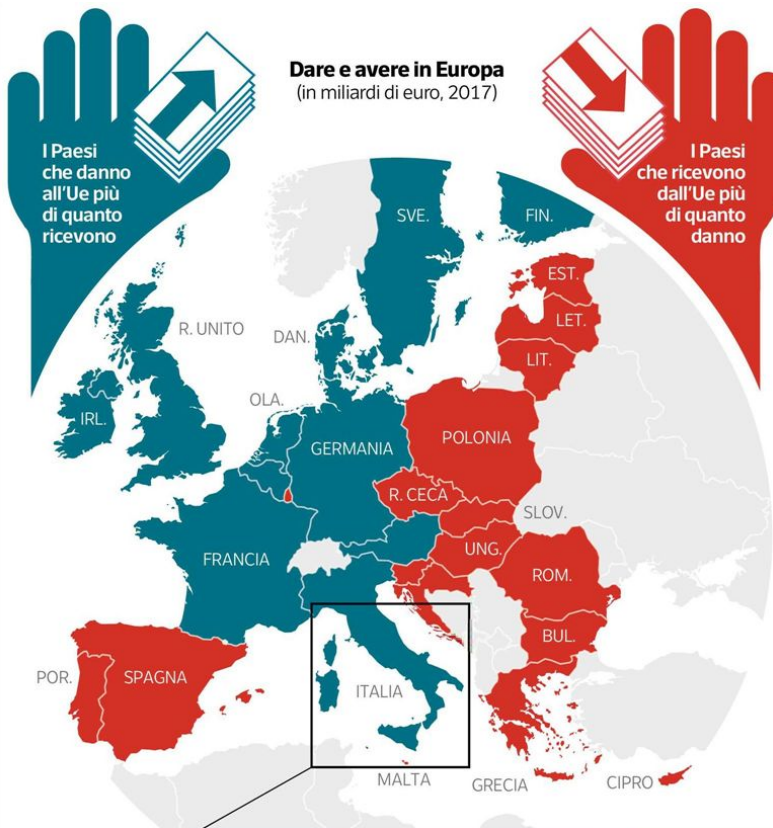 Dare e avere in Europa
(in miliardi di euro, 2017)
I Paesi
che danno
all'Ue più
di quanto
ricevono
I Paesi
che ricevono
dall'Ue più
di quanto
danno
SVE.
FIN.
EST.
LET.
LIT.
R. UNITO
DAN.
IRL.
OLA.
GERMANIA
POLONIA
R. CECA
SLOV.
FRANCIA
UNG.
ROM.
BUL.
POR.
SPAGNA
ITALIA
MALTA
GRECIA
CIPRO